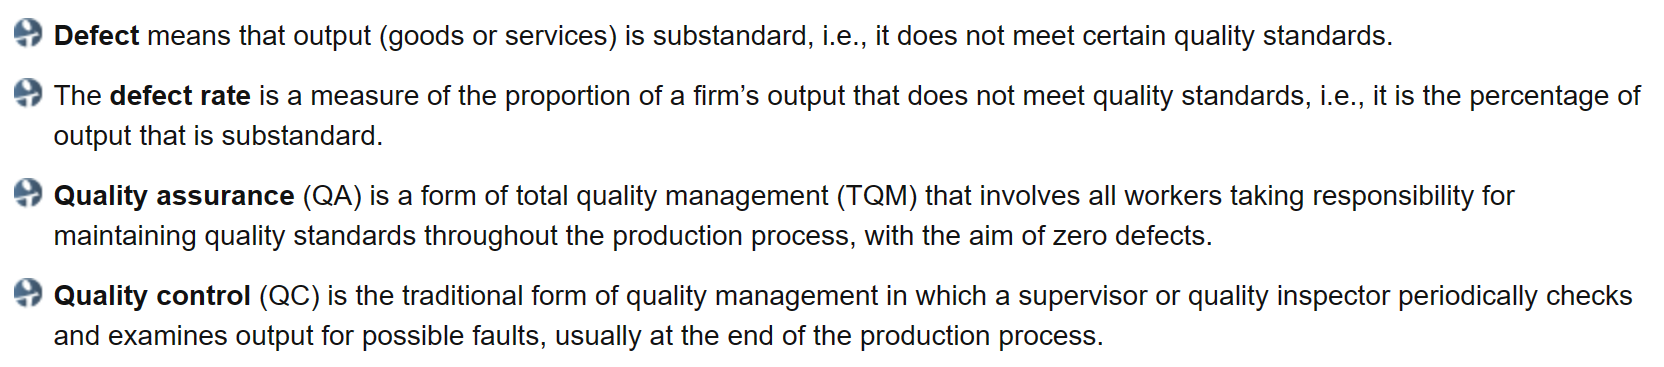 Defect means that output (goods or services) is substandard, i.e., it does not meet certain quality standards.
The defect rate is a measure of the proportion of a firm’s output that does not meet quality standards, i.e., it is the percentage of
output that is substandard.
Quality assurance (QA) is a form of total quality management (TQM) that involves all workers taking responsibility for
maintaining quality standards throughout the production process, with the aim of zero defects.
Quality control (QC) is the traditional form of quality management in which a supervisor or quality inspector periodically checks
and examines output for possible faults, usually at the end of the production process.